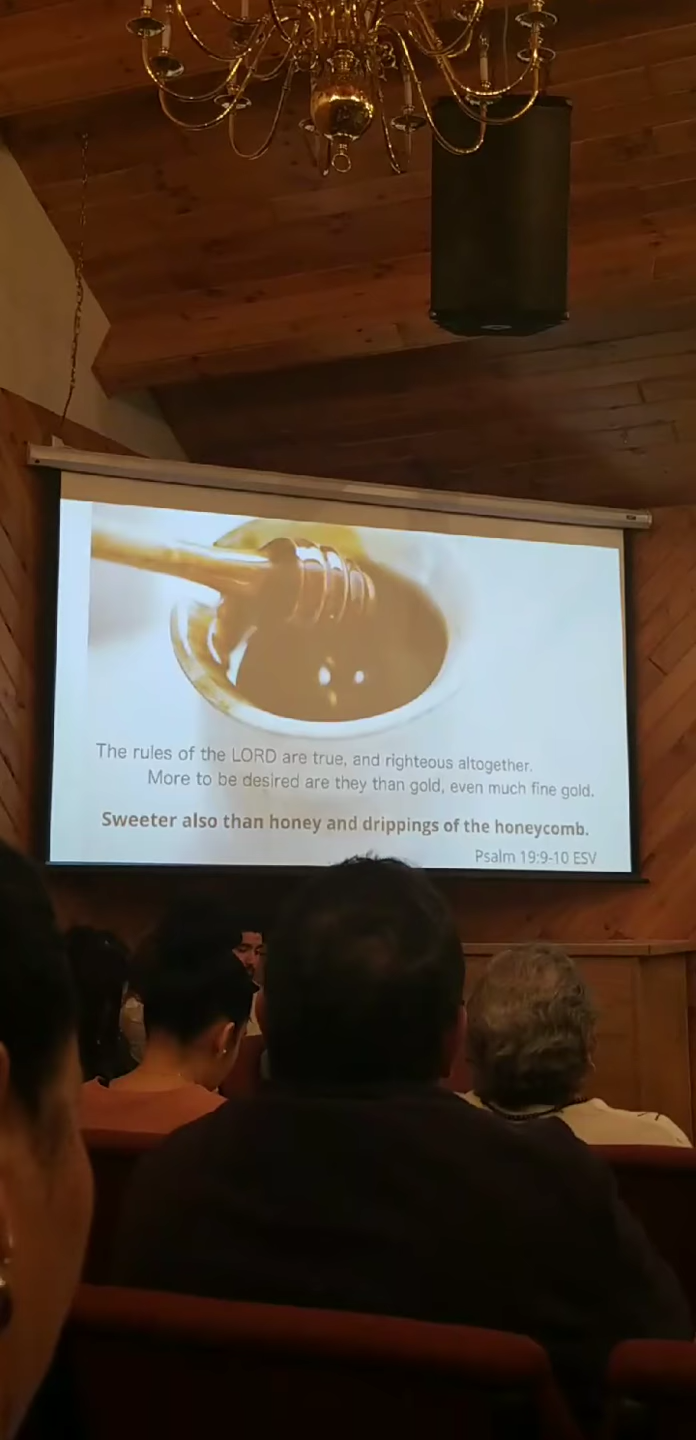 The rules of the LORD are true, and righteous altogether.
More to be desired are they than gold, even much fine gold.
Sweeter also than honey and drippings of the honeycomb.
Psalm 19:9-10 ESV